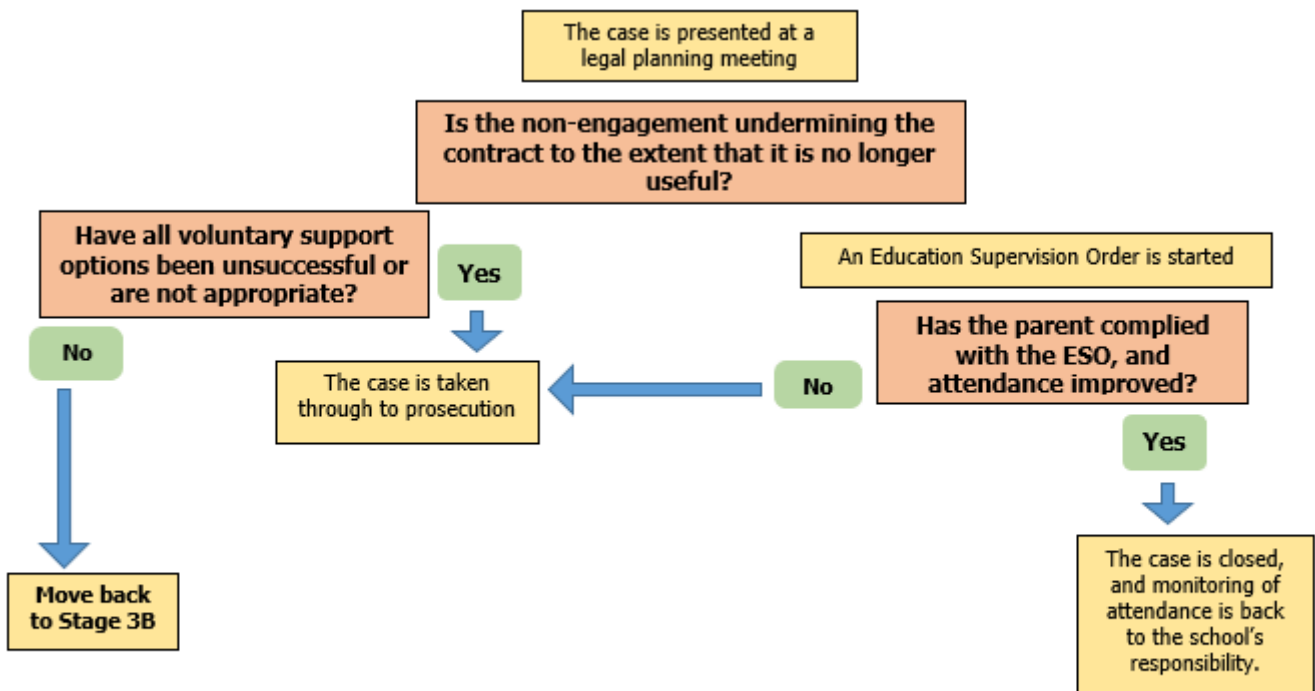 The case is presented at a
legal planning meeting
Is the non-engagement undermining the
contract to the extent that it is no longer
useful?
Have all voluntary support
options been unsuccessful or
are not appropriate?
Yes
An Education Supervision Order is started
No
The case is taken
through to prosecution
No
Has the parent complied
with the ESO, and
attendance improved?
Yes
Move back
to Stage 3B
The case is closed,
and monitoring of
attendance is back
to the school's
responsibility.